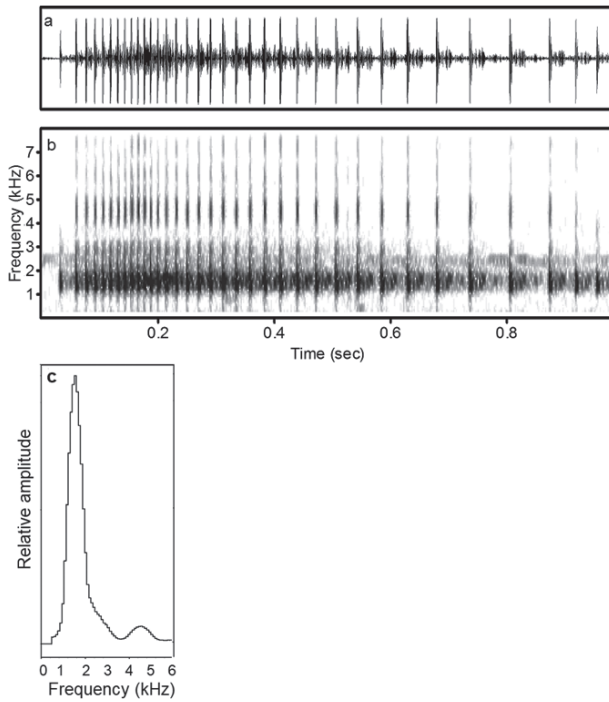 a
b
7
6
5
4
3
2
1
Frequency (kHz)
0.2 0.4 0.6 0.8
Time (sec)
c
Relative amplitude
0 1 2 3 4 5 6
Frequency (kHz)